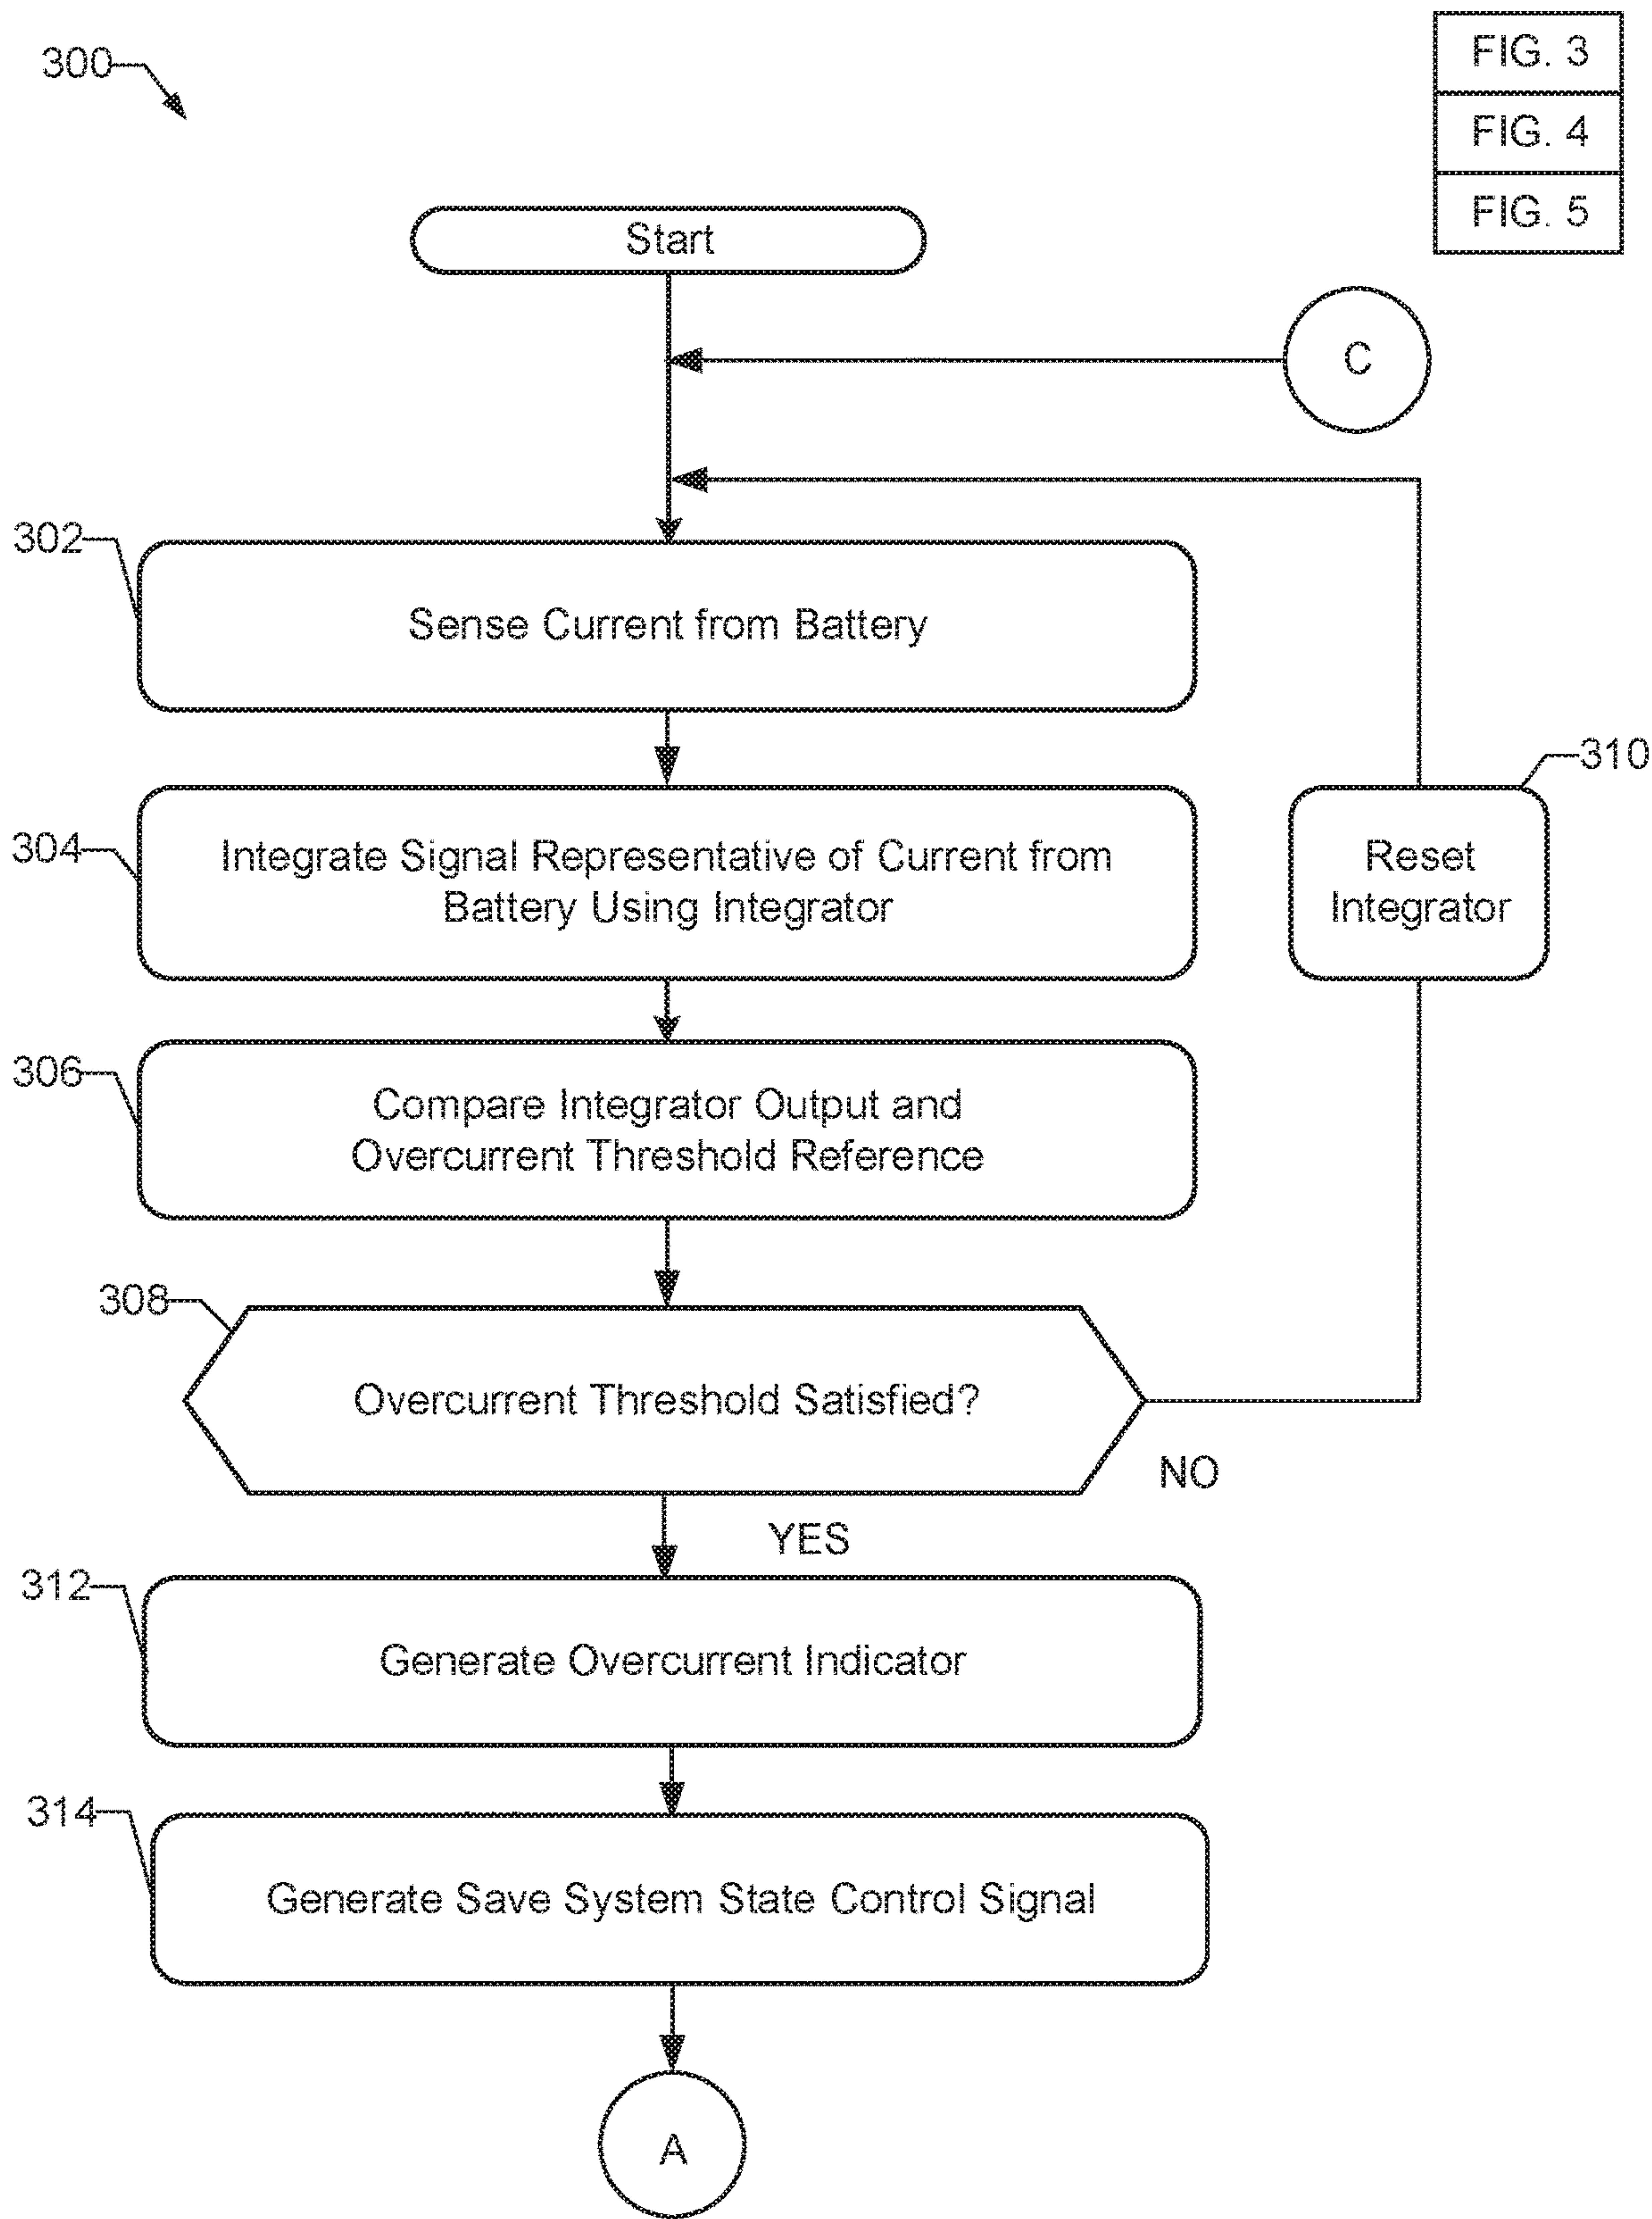 300
FIG. 3
FIG. 4
FIG. 5
Start
C
302
Sense Current from Battery
310
304
Integrate Signal Representative of Current from
Battery Using Integrator
Reset
Integrator
306
Compare Integrator Output and
Overcurrent Threshold Reference
308
Overcurrent Threshold Satisfied?
NO
YES
312
Generate Overcurrent Indicator
314
Generate Save System State Control Signal
A